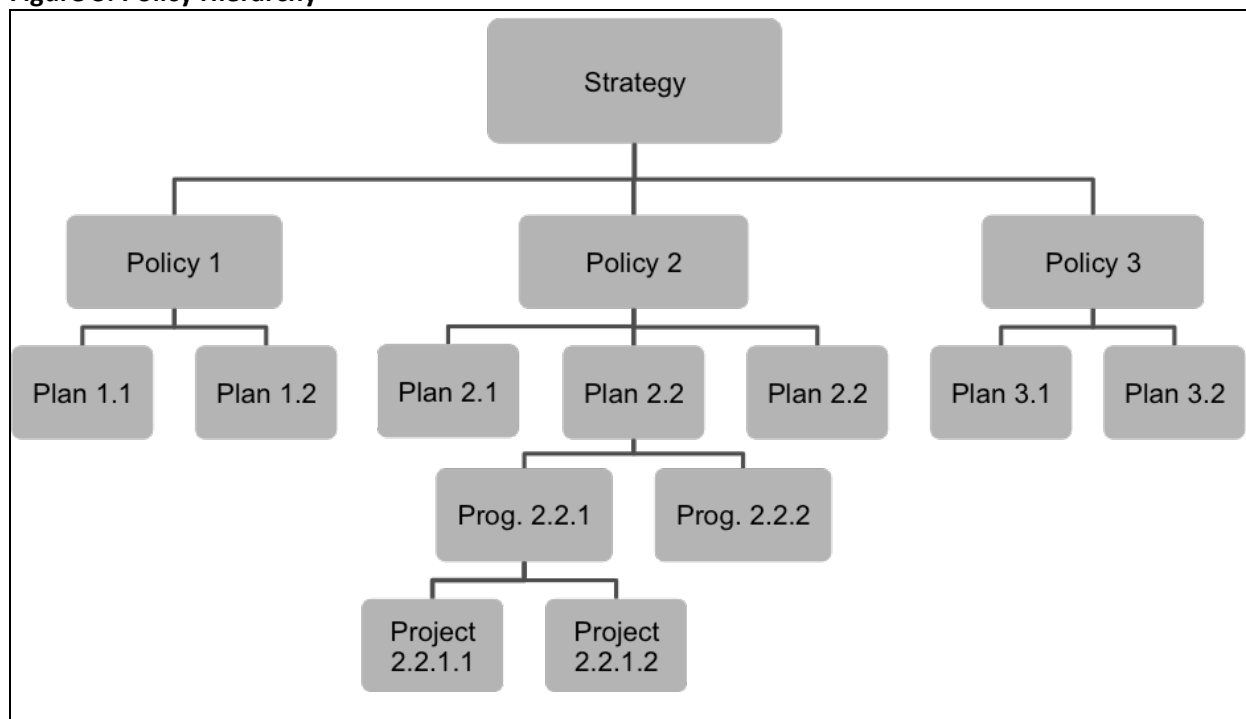 Figure 3: Policy Hierarchy
Strategy
Policy 1
Policy 2
Policy 3
Plan 1.1
Plan 1.2
Plan 2.1
Plan 2.2
Plan 2.2
Plan 3.1
Plan 3.2
Prog. 2.2.1
Prog. 2.2.2
Project
2.2.1.1
Project
2.2.1.2